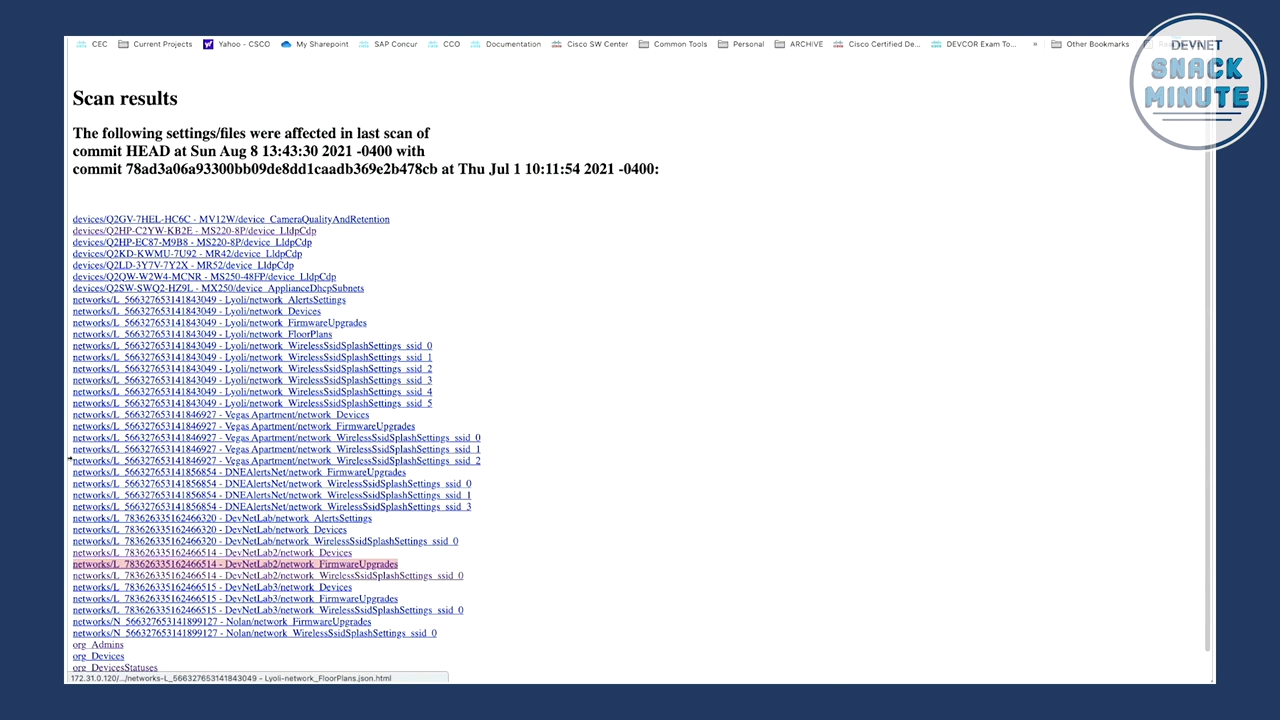 CEC Current Projects Yahoo - CSCO My Sharepoint SAP Concur CCO Documentation Cisco SW Center Common Tools Personal ARCHIVE Cisco Certified De... DEVCOR Exam To... » Other Bookmarks
DEVNET
SNACK
MINUTE
Scan results
The following settings/files were affected in last scan of
commit HEAD at Sun Aug 8 13:43:30 2021 -0400 with
commit 78ad3a06a93300bb09de8dd1caadb369e2b478cb at Thu Jul 1 10:11:54 2021 -0400:
devices/Q2GV-7HEL-HC6C - MV12W/device_CameraQualityAndRetention
devices/Q2HP-C2YW-KB2E - MS220-8P/device_LldpCdp
devices/Q2HP-EC87-M9B8 - MS220-8P/device_LldpCdp
devices/Q2KD-KWMU-7U92 - MR42/device_LldpCdp
devices/Q2LD-3Y7V-7Y2X - MR52/device_LldpCdp
devices/Q2QW-W2W4-MCNR - MS250-48FP/device_LldpCdp
devices/Q2SW-SWQ2-HZ9L - MX250/device_ApplianceDhcpSubnets
networks/L_566327653141843049 - Lyoli/network_AlertsSettings
networks/L_566327653141843049 - Lyoli/network_Devices
networks/L_566327653141843049 - Lyoli/network_FirmwareUpgrades
networks/L_566327653141843049 - Lyoli/network_FloorPlans
networks/L_566327653141843049 - Lyoli/network_WirelessSsidSplashSettings_ssid_0
networks/L_566327653141843049 - Lyoli/network_WirelessSsidSplashSettings_ssid_1
networks/L_566327653141843049 - Lyoli/network_WirelessSsidSplashSettings_ssid_2
networks/L_566327653141843049 - Lyoli/network_WirelessSsidSplashSettings_ssid_3
networks/L_566327653141843049 - Lyoli/network_WirelessSsidSplashSettings_ssid_4
networks/L_566327653141843049 - Lyoli/network_WirelessSsidSplashSettings_ssid_5
networks/L_566327653141846927 - Vegas Apartment/network_Devices
networks/L_566327653141846927 - Vegas Apartment/network_FirmwareUpgrades
networks/L_566327653141846927 - Vegas Apartment/network_WirelessSsidSplashSettings_ssid_0
networks/L_566327653141846927 - Vegas Apartment/network_WirelessSsidSplashSettings_ssid_1
networks/L_566327653141846927 - Vegas Apartment/network_WirelessSsidSplashSettings_ssid_2
networks/L_566327653141856854 - DNEAlertsNet/network_FirmwareUpgrades
networks/L_566327653141856854 - DNEAlertsNet/network_WirelessSsidSplashSettings_ssid_0
networks/L_566327653141856854 - DNEAlertsNet/network_WirelessSsidSplashSettings_ssid_1
networks/L_566327653141856854 - DNEAlertsNet/network_WirelessSsidSplashSettings_ssid_3
networks/L_783626335162466320 - DevNetLab/network_AlertsSettings
networks/L_783626335162466320 - DevNetLab/network_Devices
networks/L_783626335162466320 - DevNetLab/network_WirelessSsidSplashSettings_ssid_0
networks/L_783626335162466514 - DevNetLab2/network_Devices
networks/L_783626335162466514 - DevNetLab2/network_FirmwareUpgrades
networks/L_783626335162466514 - DevNetLab2/network_WirelessSsidSplashSettings_ssid_0
networks/L_783626335162466515 - DevNetLab3/network_Devices
networks/L_783626335162466515 - DevNetLab3/network_FirmwareUpgrades
networks/L_783626335162466515 - DevNetLab3/network_WirelessSsidSplashSettings_ssid_0
networks/N_566327653141899127 - Nolan/network_FirmwareUpgrades
networks/N_566327653141899127 - Nolan/network_WirelessSsidSplashSettings_ssid_0
org_Admins
org_Devices
org_DevicesStatuses
172.31.0.120/.../networks-L_566327653141843049 - Lyoli-network_FloorPlans.json.html